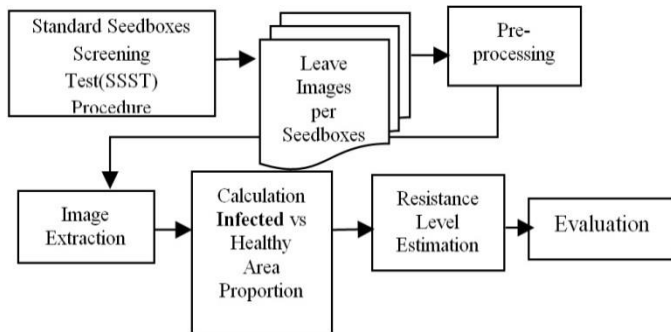 Standard Seedboxes
Screening
Test(SSST)
Procedure
Leave
Images
per
Seedboxes
Pre-
processing
Image
Extraction
Calculation
Infected vs
Healthy
Area
Proportion
Resistance
Level
Estimation
Evaluation